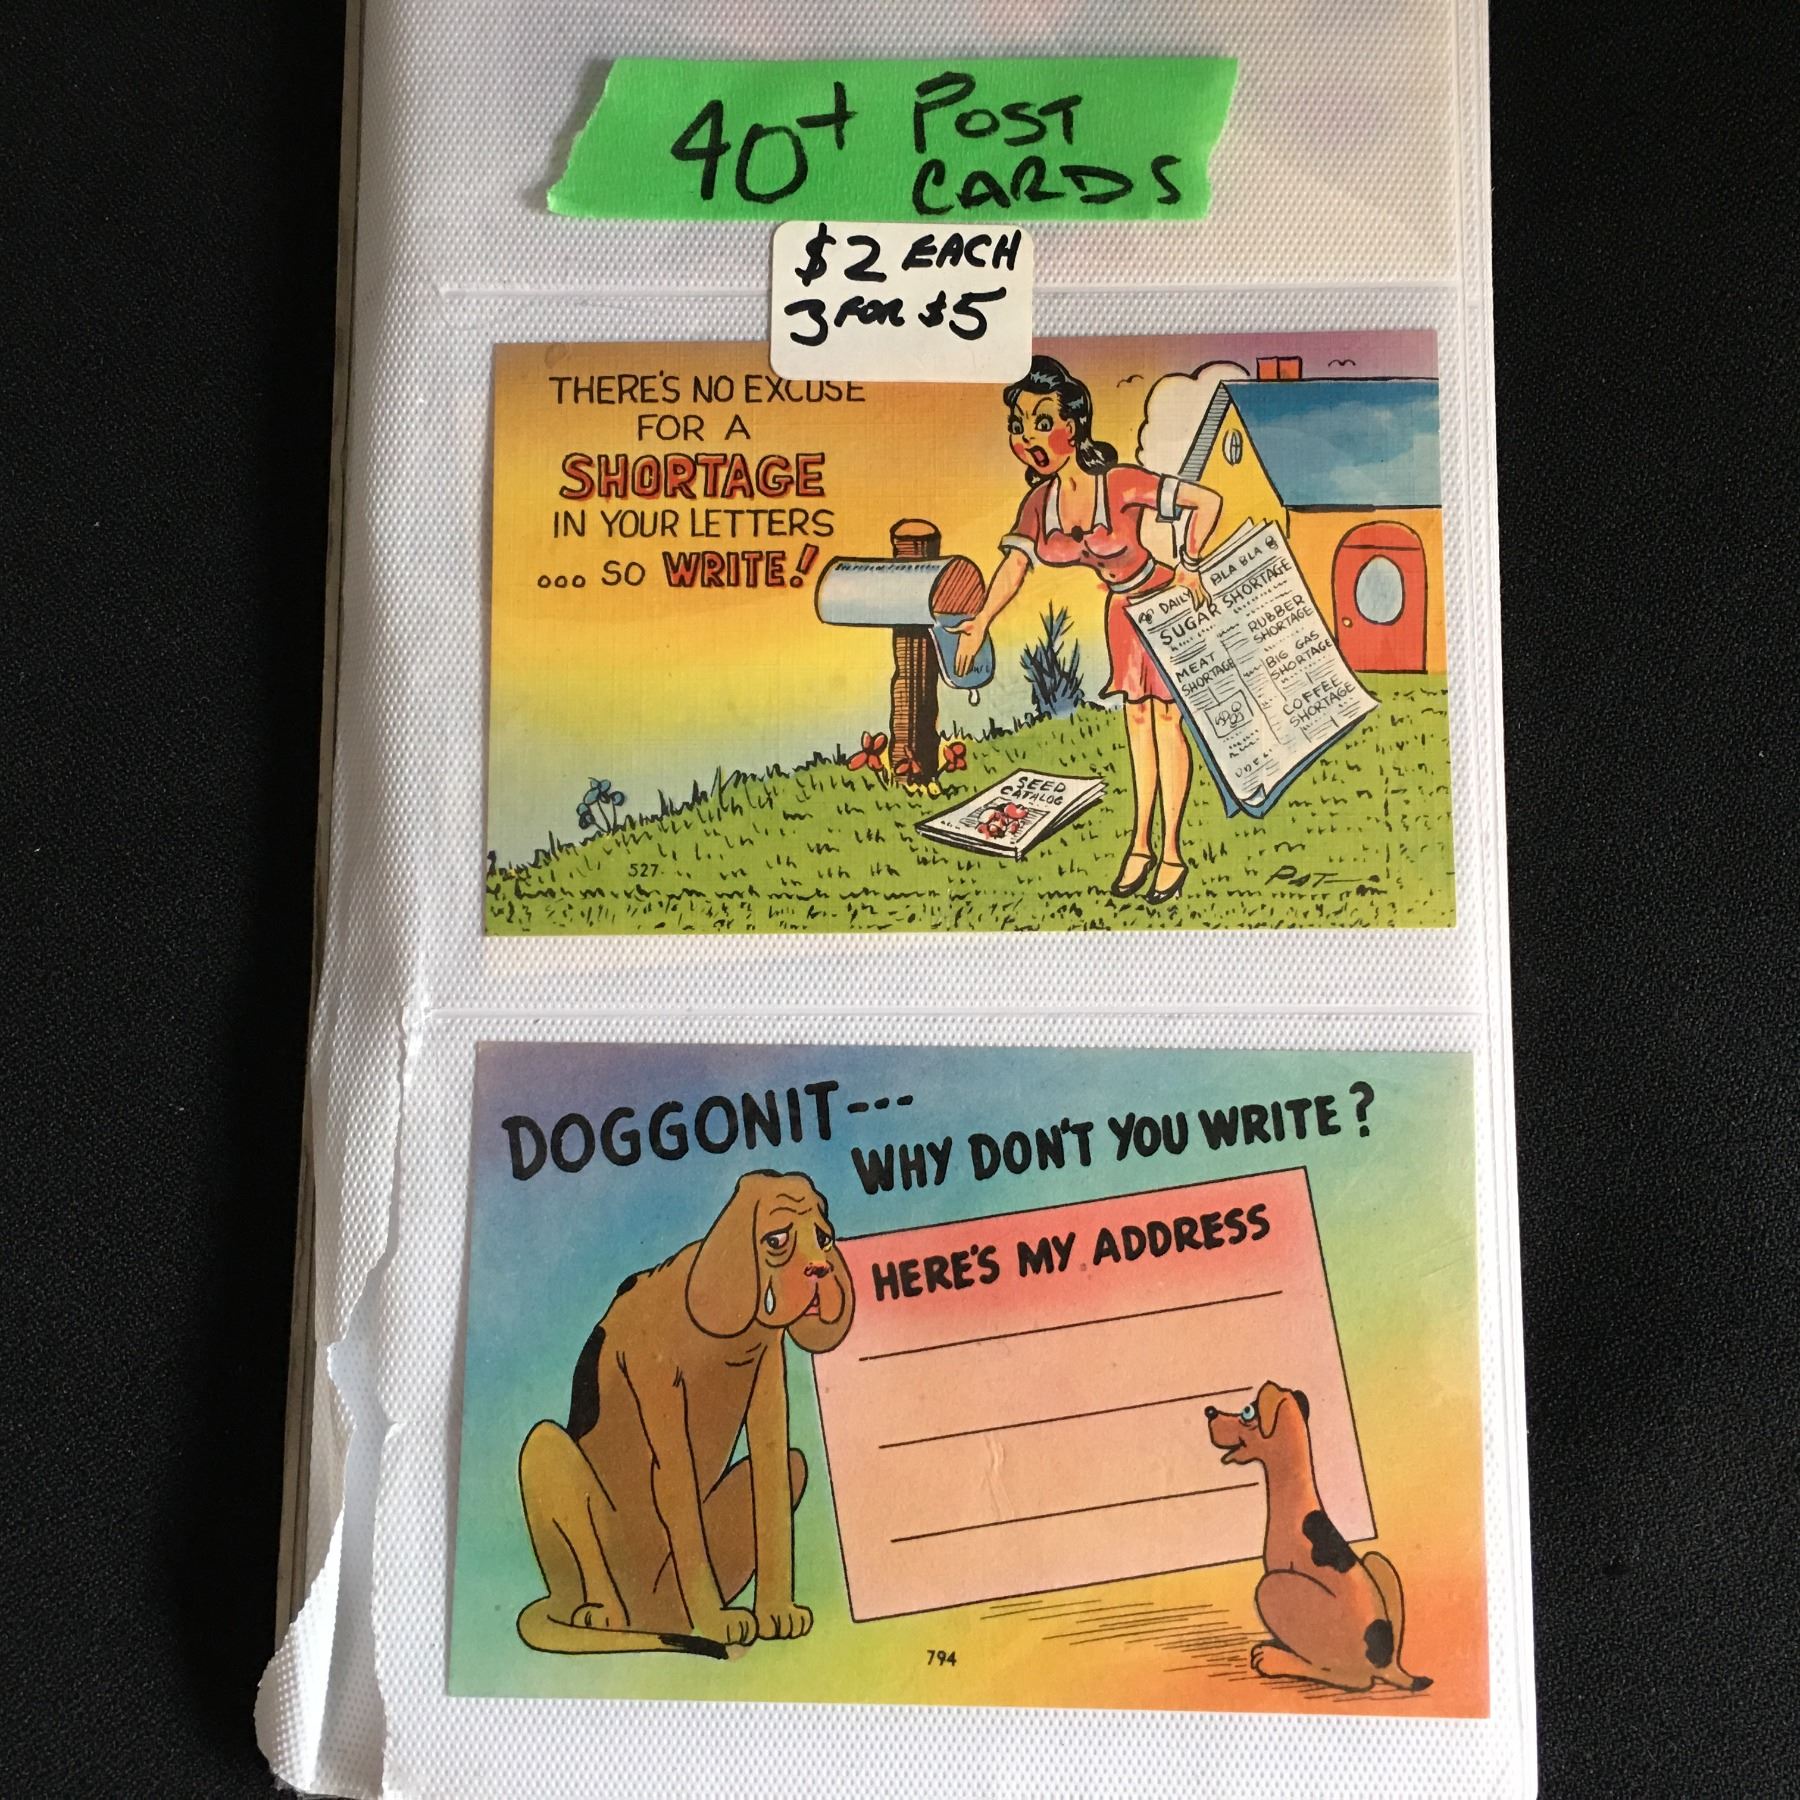 40+ POST
CARDS
$2 EACH
3 FOR $5
THERE'S NO EXCUSE
FOR A
SHORTAGE
IN YOUR LETTERS
... SO WRITE!
DAILY BLA BLA
SUGAR SHORTAGE
MEAT
SHORTAGE
RUBBER
SHORTAGE
BIG GAS
SHORTAGE
COFFEE
SHORTAGE
SEED
CATALOG
527
PAT
DOGGONIT---
WHY DON'T YOU WRITE?
HERE'S MY ADDRESS
794